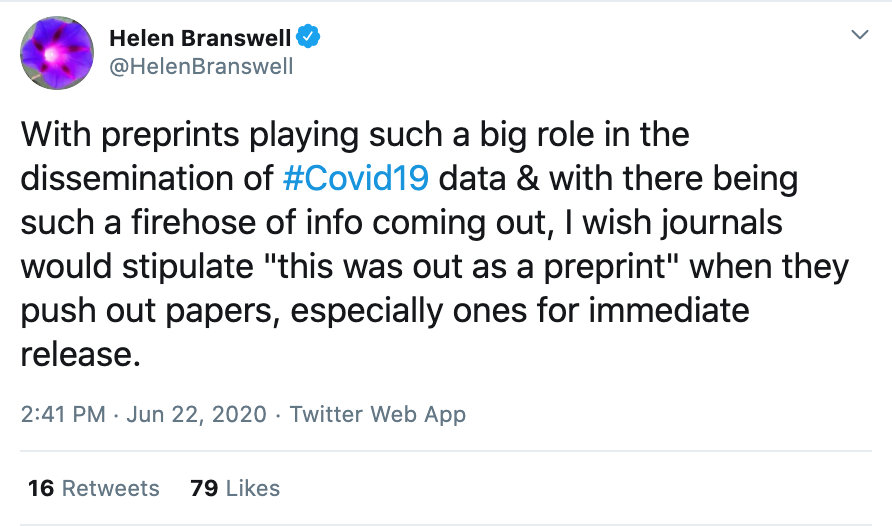 Helen Branswell
@HelenBranswell
With preprints playing such a big role in the
dissemination of #Covid19 data & with there being
such a firehose of info coming out, I wish journals
would stipulate "this was out as a preprint" when they
push out papers, especially ones for immediate
release.
2:41 PM · Jun 22, 2020 · Twitter Web App
16 Retweets 79 Likes